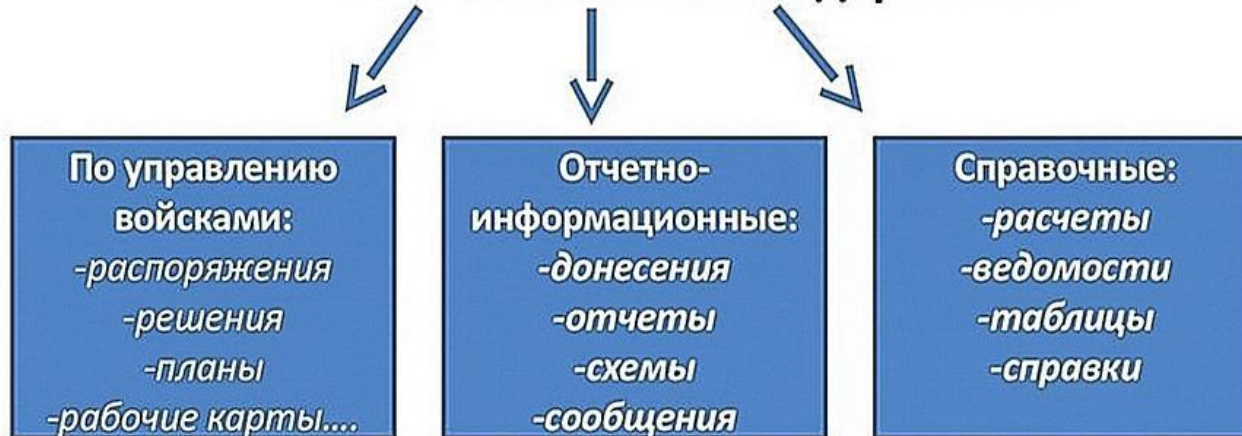 По управлению
войсками:
-распоряжения
-решения
-планы
-рабочие карты....
Отчетно-
информационные:
-донесения
-отчеты
-схемы
-сообщения
Справочные:
-расчеты
-ведомости
-таблицы
-справки